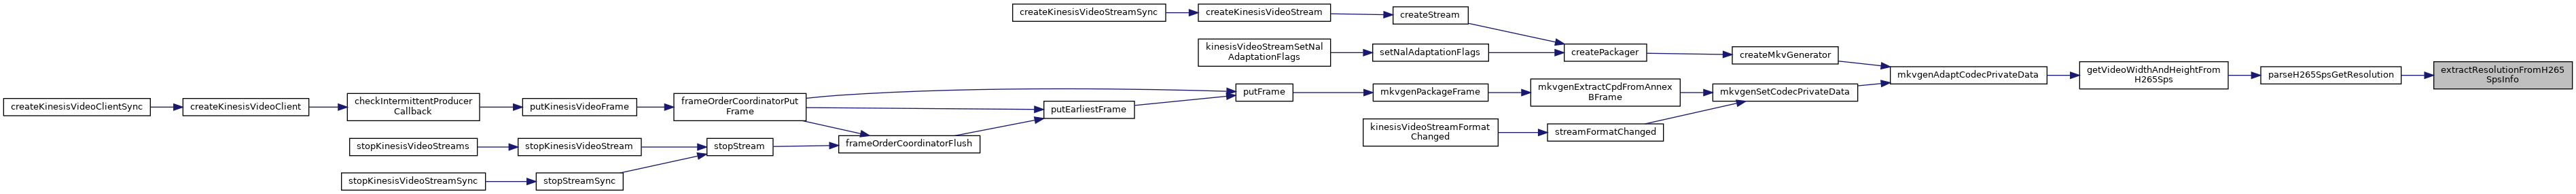 createKinesisVideoStreamSync
createKinesisVideoStream
createStream
kinesisVideoStreamSetNal
AdaptationFlags
setNalAdaptationFlags
createPackager
createMkvGenerator
mkvgenAdaptCodecPrivateData
getVideoWidthAndHeightFrom
H265Sps
parseH265SpsGetResolution
extractResolutionFromH265
SpsInfo
createKinesisVideoClientSync
createKinesisVideoClient
checkIntermittentProducer
Callback
putKinesisVideoFrame
frameOrderCoordinatorPut
Frame
putEarliestFrame
putFrame
mkvgenPackageFrame
mkvgenExtractCpdFromAnnex
BFrame
mkvgenSetCodecPrivateData
kinesisVideoStreamFormat
Changed
streamFormatChanged
stopKinesisVideoStreams
stopKinesisVideoStream
stopStream
frameOrderCoordinatorFlush
stopKinesisVideoStreamSync
stopStreamSync